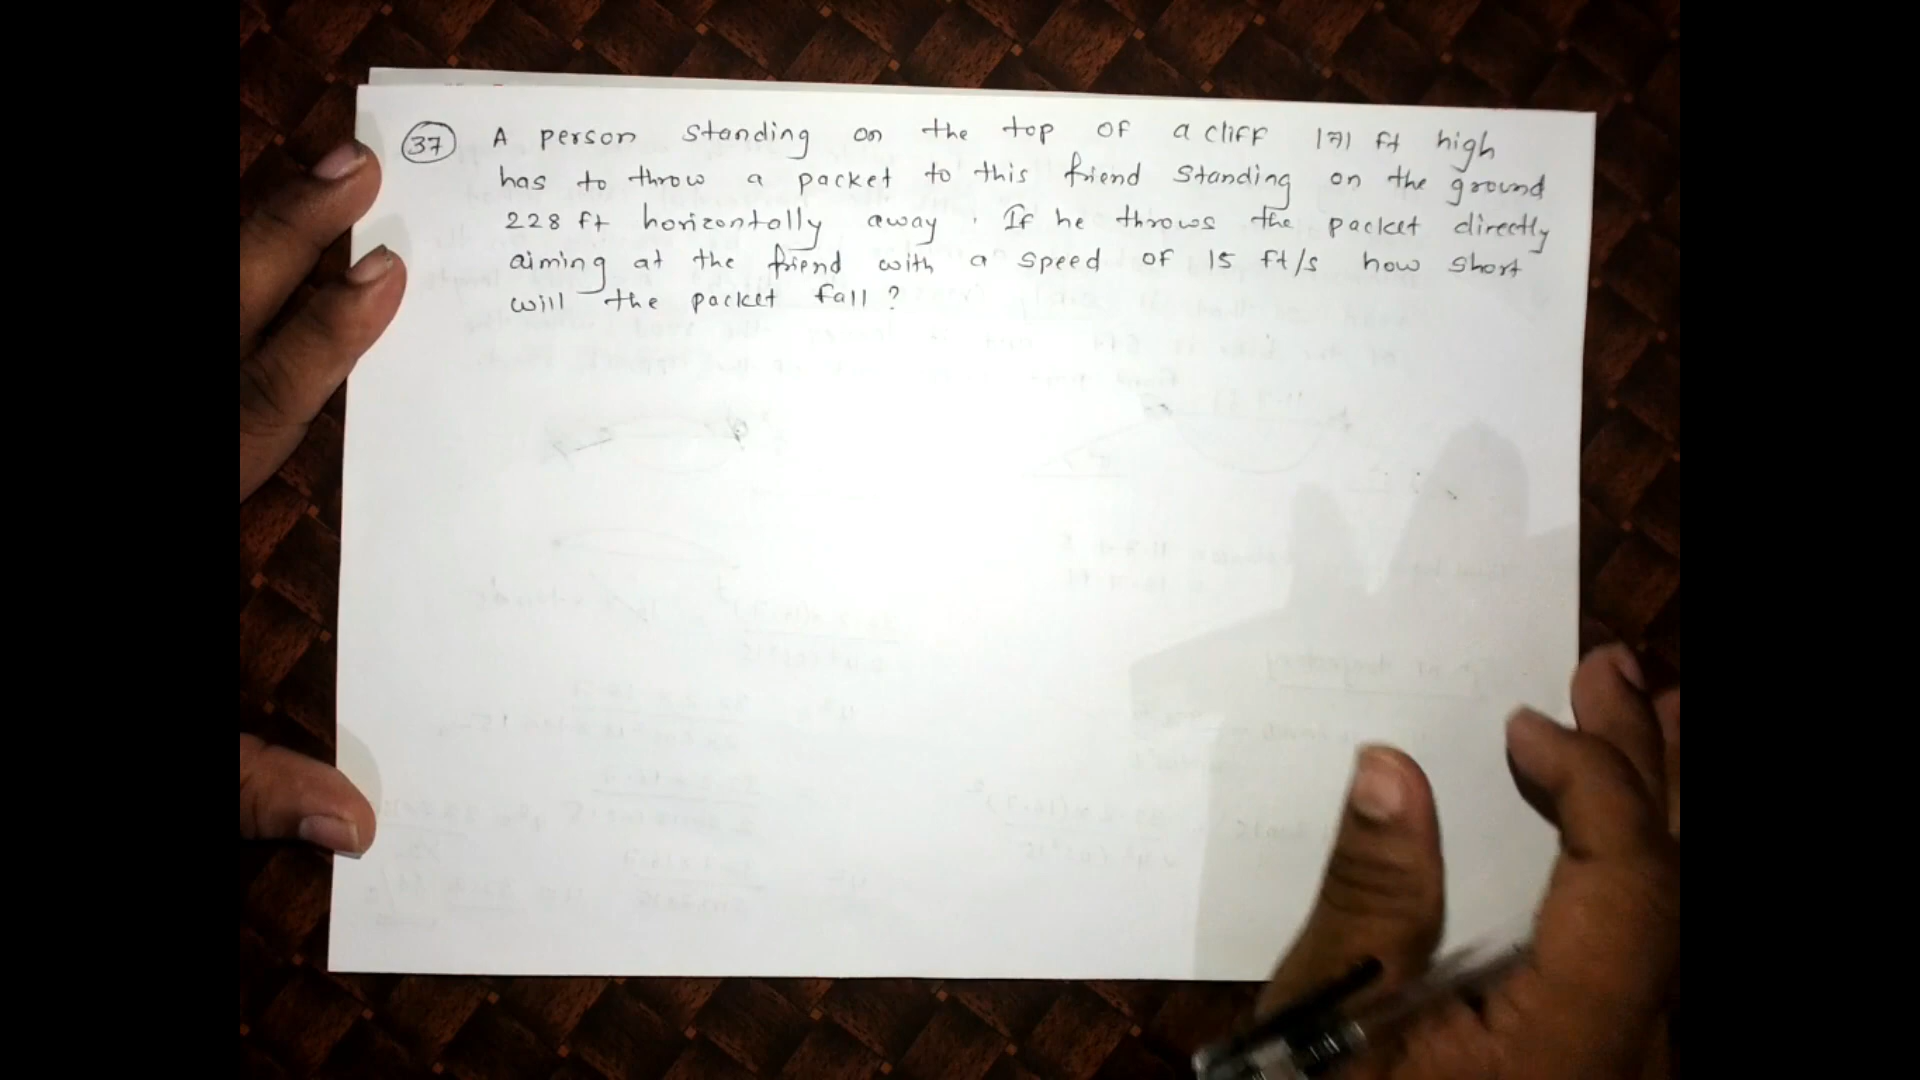 37 A person standing on the top of a cliff 171 ft high
has to throw a packet to this friend standing on the ground
228 ft horizontally away. If he throws the packet directly
aiming at the friend with a speed of 15 ft/s how short
will the packet fall?